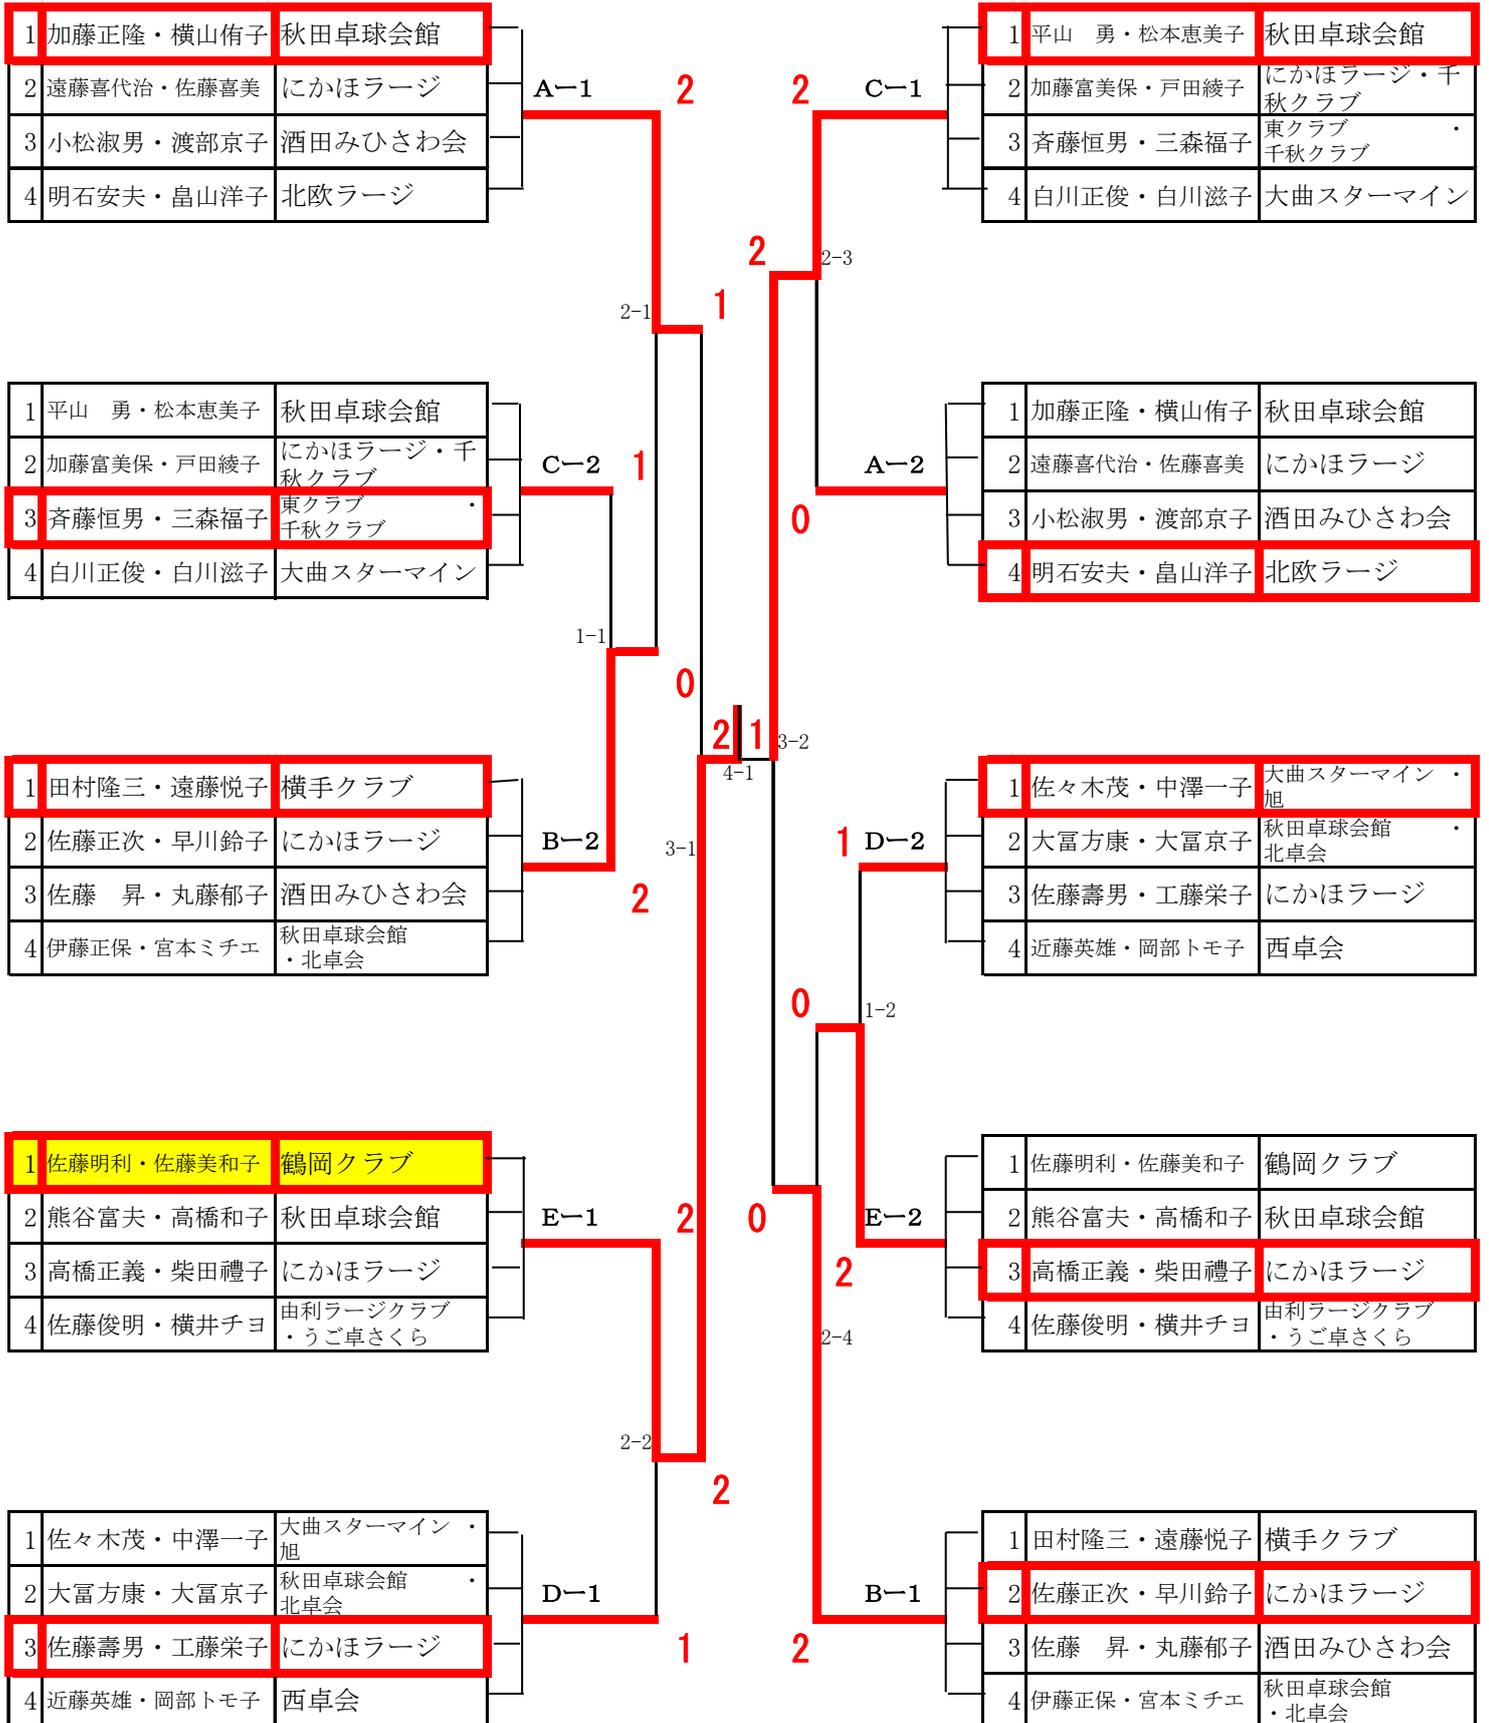 1 加藤正隆・横山侑子 秋田卓球会館
2 遠藤喜代治・佐藤喜美 にかほラージ
3 小松淑男・渡部京子 酒田みひさわ会
4 明石安夫・畠山洋子 北欧ラージ
A－1
2
2
C－1
1 平山　勇・松本恵美子 秋田卓球会館
2 加藤富美保・戸田綾子 にかほラージ・千
秋クラブ
3 斉藤恒男・三森福子 東クラブ　・
千秋クラブ
4 白川正俊・白川滋子 大曲スターマイン
2
2-3
2-1
1
1 平山　勇・松本恵美子 秋田卓球会館
2 加藤富美保・戸田綾子 にかほラージ・千
秋クラブ
3 斉藤恒男・三森福子 東クラブ　・
千秋クラブ
4 白川正俊・白川滋子 大曲スターマイン
C－2
1
0
A－2
1 加藤正隆・横山侑子 秋田卓球会館
2 遠藤喜代治・佐藤喜美 にかほラージ
3 小松淑男・渡部京子 酒田みひさわ会
4 明石安夫・畠山洋子 北欧ラージ
1-1
0
2
1
3-2
4-1
1 田村隆三・遠藤悦子 横手クラブ
2 佐藤正次・早川鈴子 にかほラージ
3 佐藤　昇・丸藤郁子 酒田みひさわ会
4 伊藤正保・宮本ミチエ 秋田卓球会館
・北卓会
B－2
2
3-1
1
D－2
1 佐々木茂・中澤一子 大曲スターマイン　・
旭
2 大冨方康・大冨京子 秋田卓球会館　・
北卓会
3 佐藤壽男・工藤栄子 にかほラージ
4 近藤英雄・岡部トモ子 西卓会
0
1-2
1 佐藤明利・佐藤美和子 鶴岡クラブ
2 熊谷富夫・高橋和子 秋田卓球会館
3 高橋正義・柴田禮子 にかほラージ
4 佐藤俊明・横井チヨ 由利ラージクラブ
・うご卓さくら
E－1
2
0
E－2
2
1 佐藤明利・佐藤美和子 鶴岡クラブ
2 熊谷富夫・高橋和子 秋田卓球会館
3 高橋正義・柴田禮子 にかほラージ
4 佐藤俊明・横井チヨ 由利ラージクラブ
・うご卓さくら
2-4
2-2
2
1 佐々木茂・中澤一子 大曲スターマイン　・
旭
2 大冨方康・大冨京子 秋田卓球会館　・
北卓会
3 佐藤壽男・工藤栄子 にかほラージ
4 近藤英雄・岡部トモ子 西卓会
D－1
1
2
B－1
1 田村隆三・遠藤悦子 横手クラブ
2 佐藤正次・早川鈴子 にかほラージ
3 佐藤　昇・丸藤郁子 酒田みひさわ会
4 伊藤正保・宮本ミチエ 秋田卓球会館
・北卓会